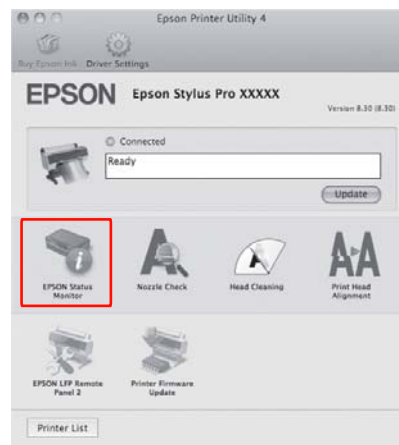 Epson Printer Utility 4
Buy Epson Ink Driver Settings
EPSON Epson Stylus Pro XXXXX
Version 8.30 (8.30)
Connected
Ready
Update
EPSON Status Monitor
Nozzle Check
Head Cleaning
Print Head Alignment
EPSON LFP Remote Panel 2
Printer Firmware Update
Printer List